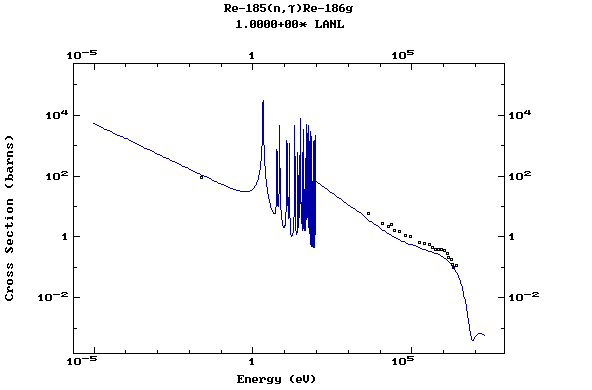 Re-185(n,γ)Re-186g
1.0000+00* LANL
10⁻⁵ 1 10⁵
10⁴ 10⁴
10² 10²
1 1
10⁻² 10⁻²
10⁻⁵ 1 10⁵
Cross Section (barns)
Energy (eV)